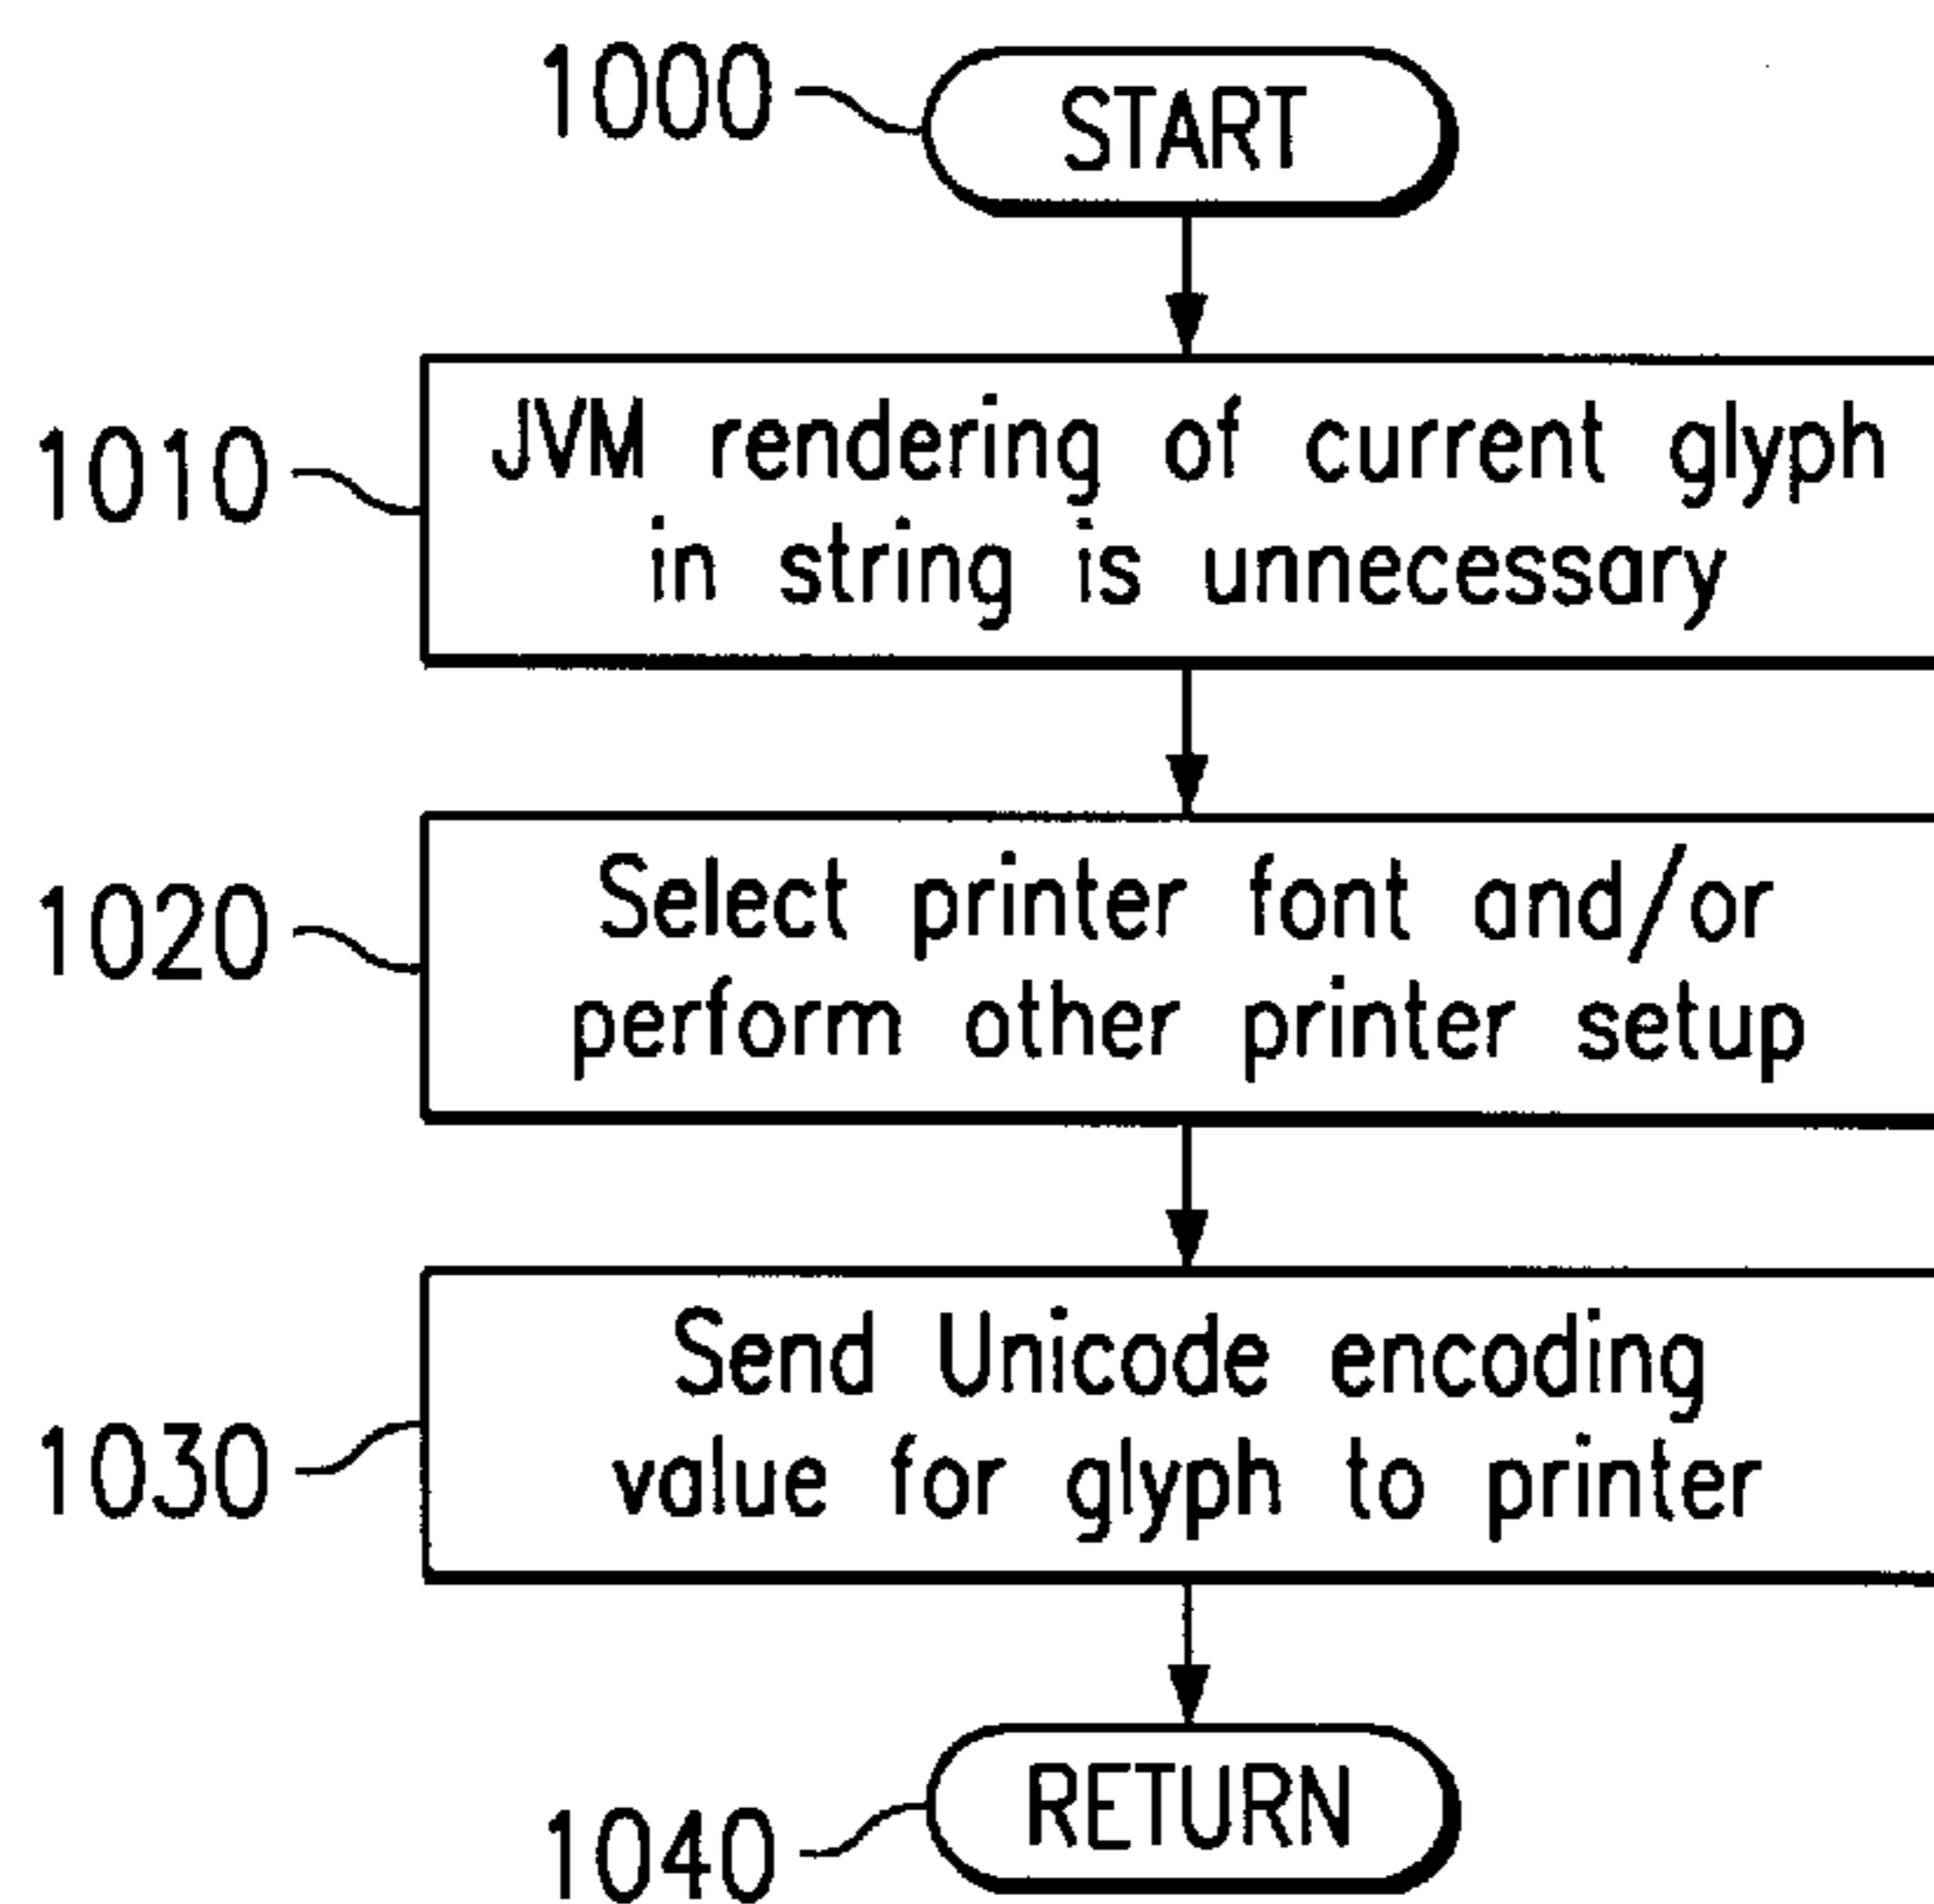 1000
START
1010
JVM rendering of current glyph
in string is unnecessary
1020
Select printer font and/or
perform other printer setup
1030
Send Unicode encoding
value for glyph to printer
1040
RETURN